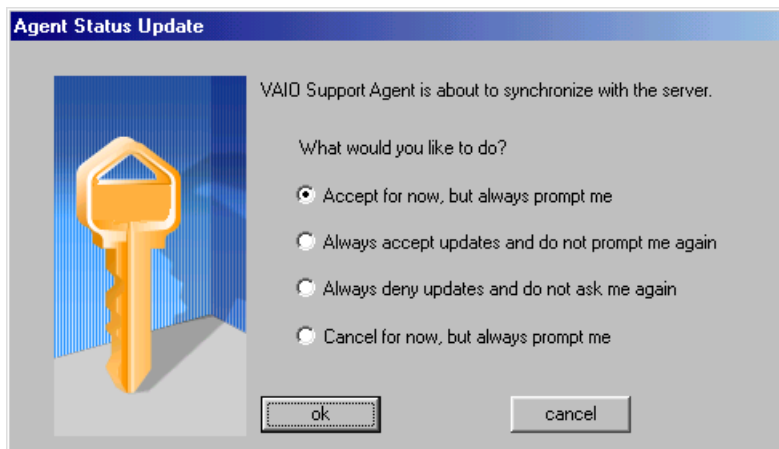 Agent Status Update
VAIO Support Agent is about to synchronize with the server.
What would you like to do?
Accept for now, but always prompt me
Always accept updates and do not prompt me again
Always deny updates and do not ask me again
Cancel for now, but always prompt me
ok
cancel